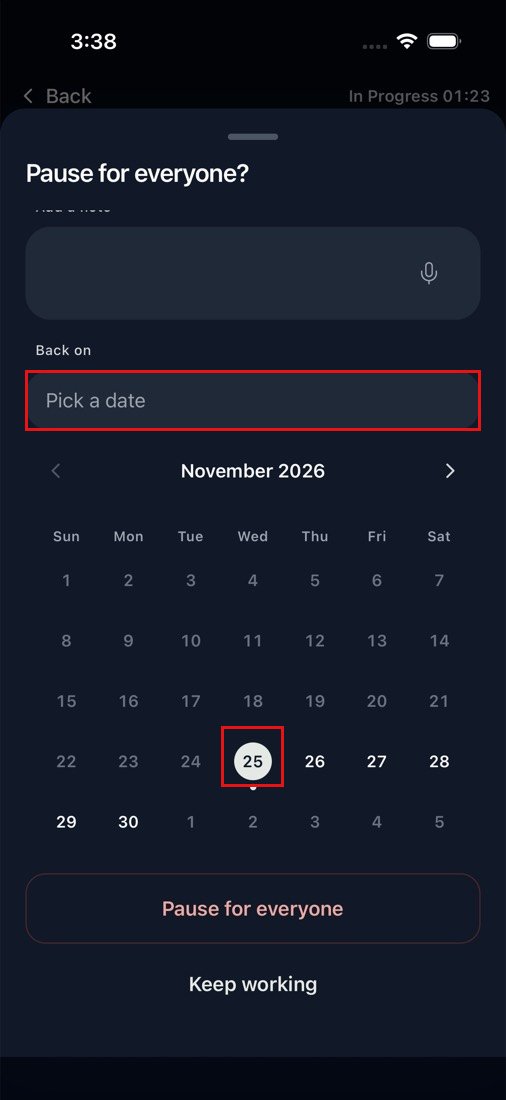 3:38
Back
In Progress 01:23
Pause for everyone?
Add a note
Back on
Pick a date
November 2026
Sun Mon Tue Wed Thu Fri Sat
1 2 3 4 5 6 7
8 9 10 11 12 13 14
15 16 17 18 19 20 21
22 23 24 25 26 27 28
29 30 1 2 3 4 5
Pause for everyone
Keep working